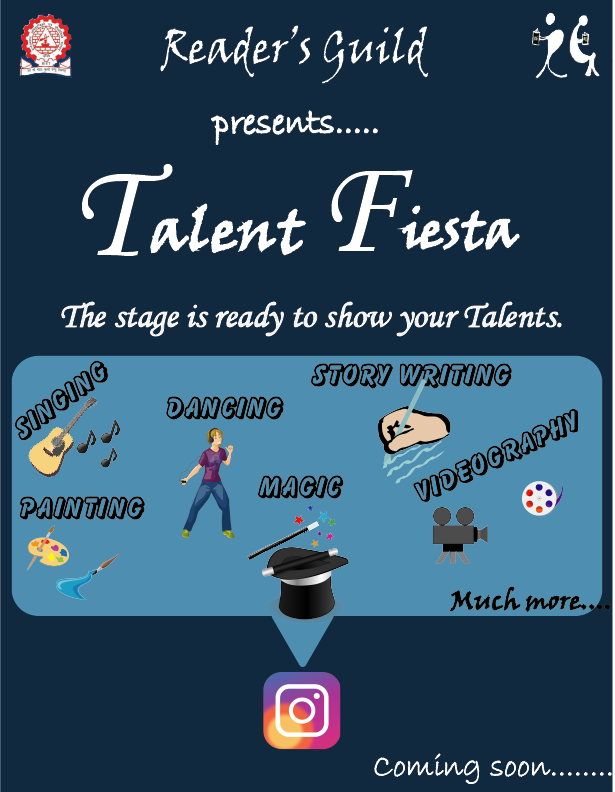 Reader's Guild
presents.....
Talent Fiesta
The stage is ready to show your Talents.
SINGING
DANCING
STORY WRITING
VIDEOGRAPHY
MAGIC
PAINTING
Much more....
Coming soon........